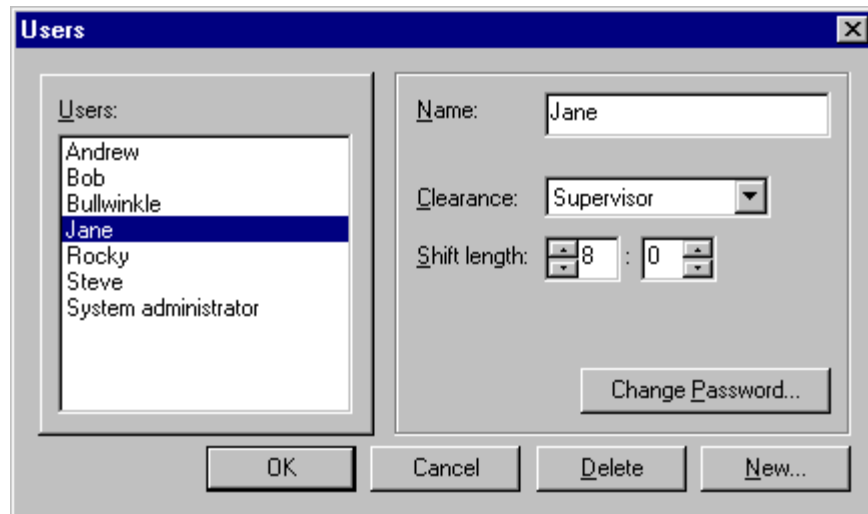 Users
Users:
Andrew
Bob
Bullwinkle
Jane
Rocky
Steve
System administrator
Name: Jane
Clearance: Supervisor
Shift length: 8 : 0
Change Password...
OK Cancel Delete New...